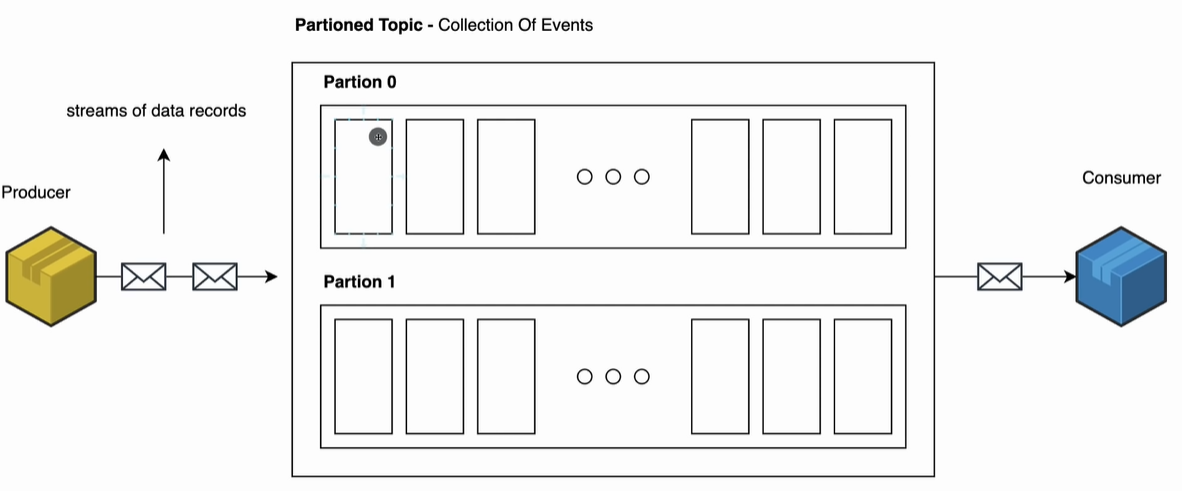 Partioned Topic - Collection Of Events
Partion 0
streams of data records
Producer
Consumer
Partion 1